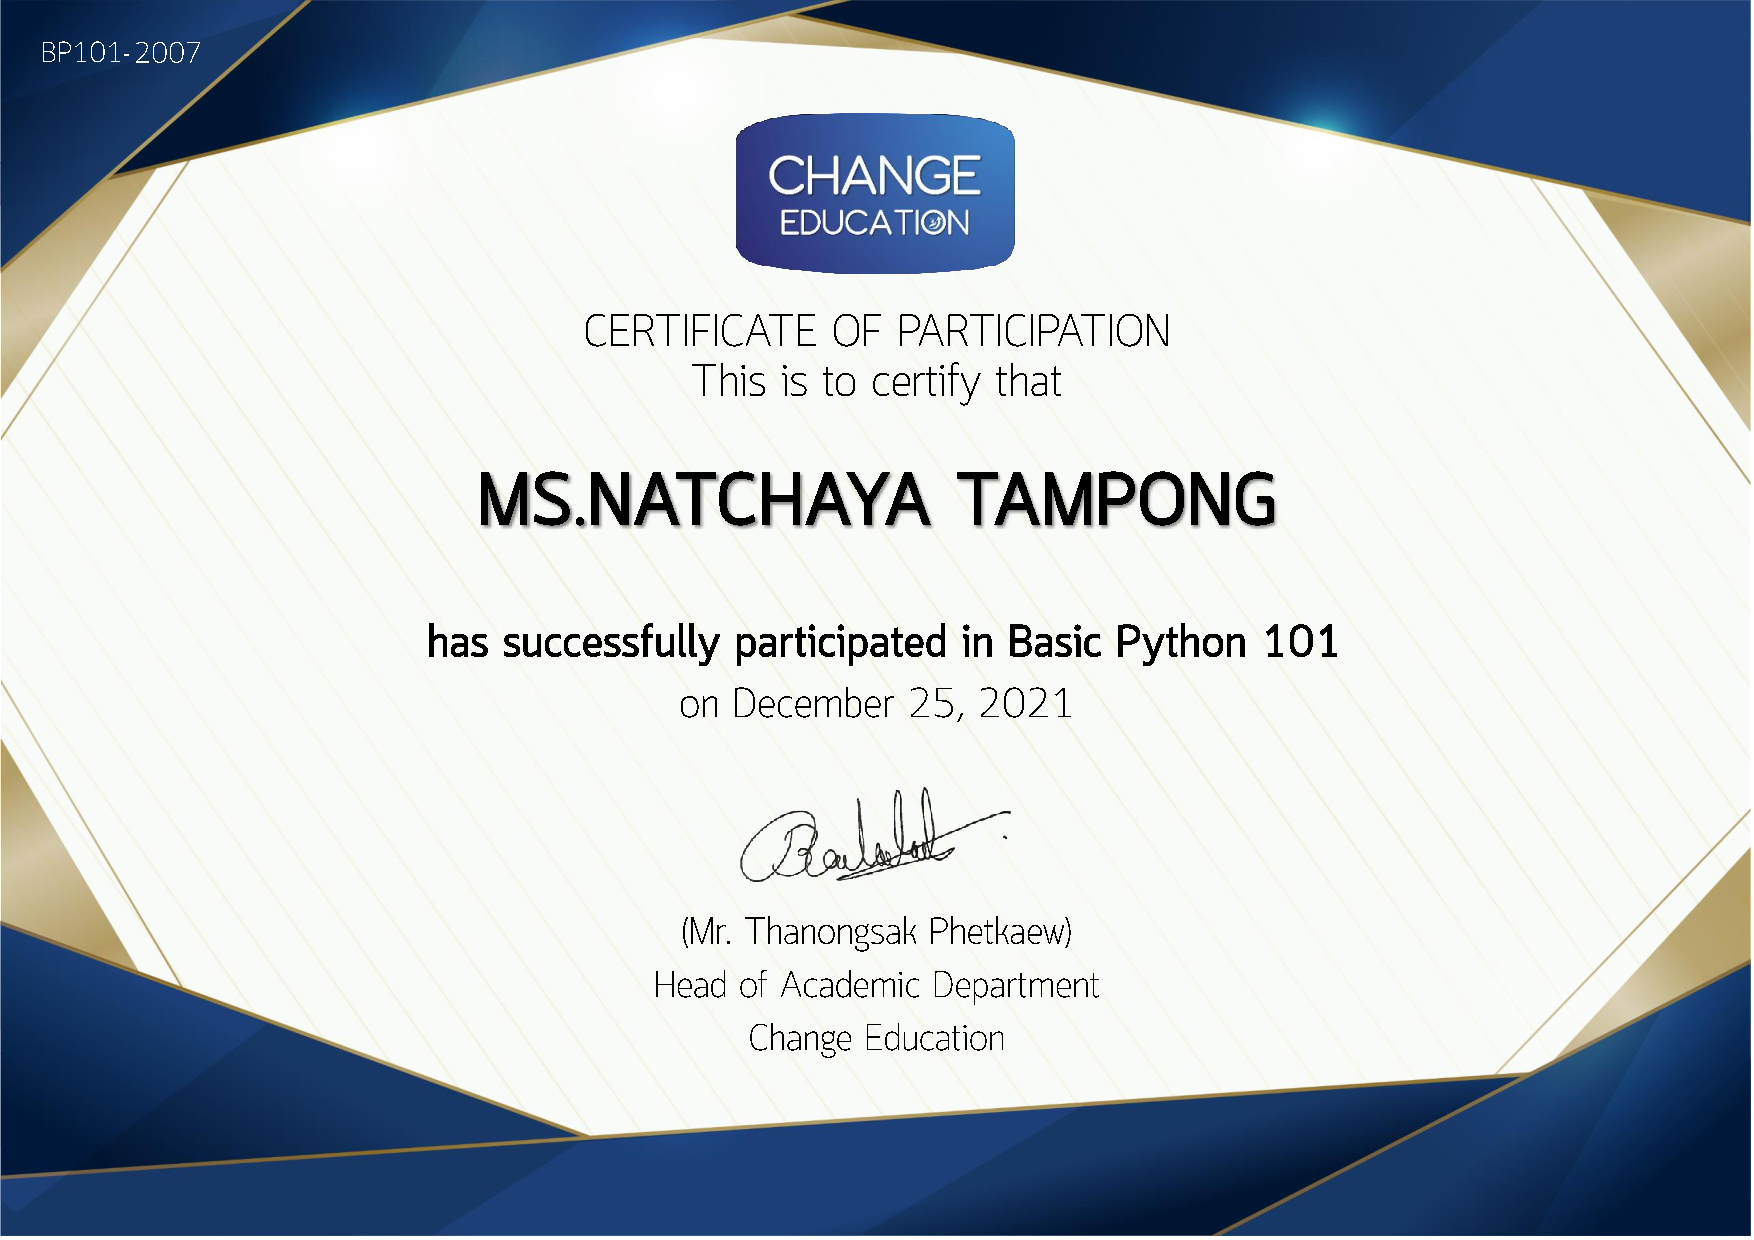 BP101-2007
CHANGE
EDUCATION
CERTIFICATE OF PARTICIPATION
This is to certify that
MS.NATCHAYA TAMPONG
has successfully participated in Basic Python 101
on December 25, 2021
(Mr. Thanongsak Phetkaew)
Head of Academic Department
Change Education